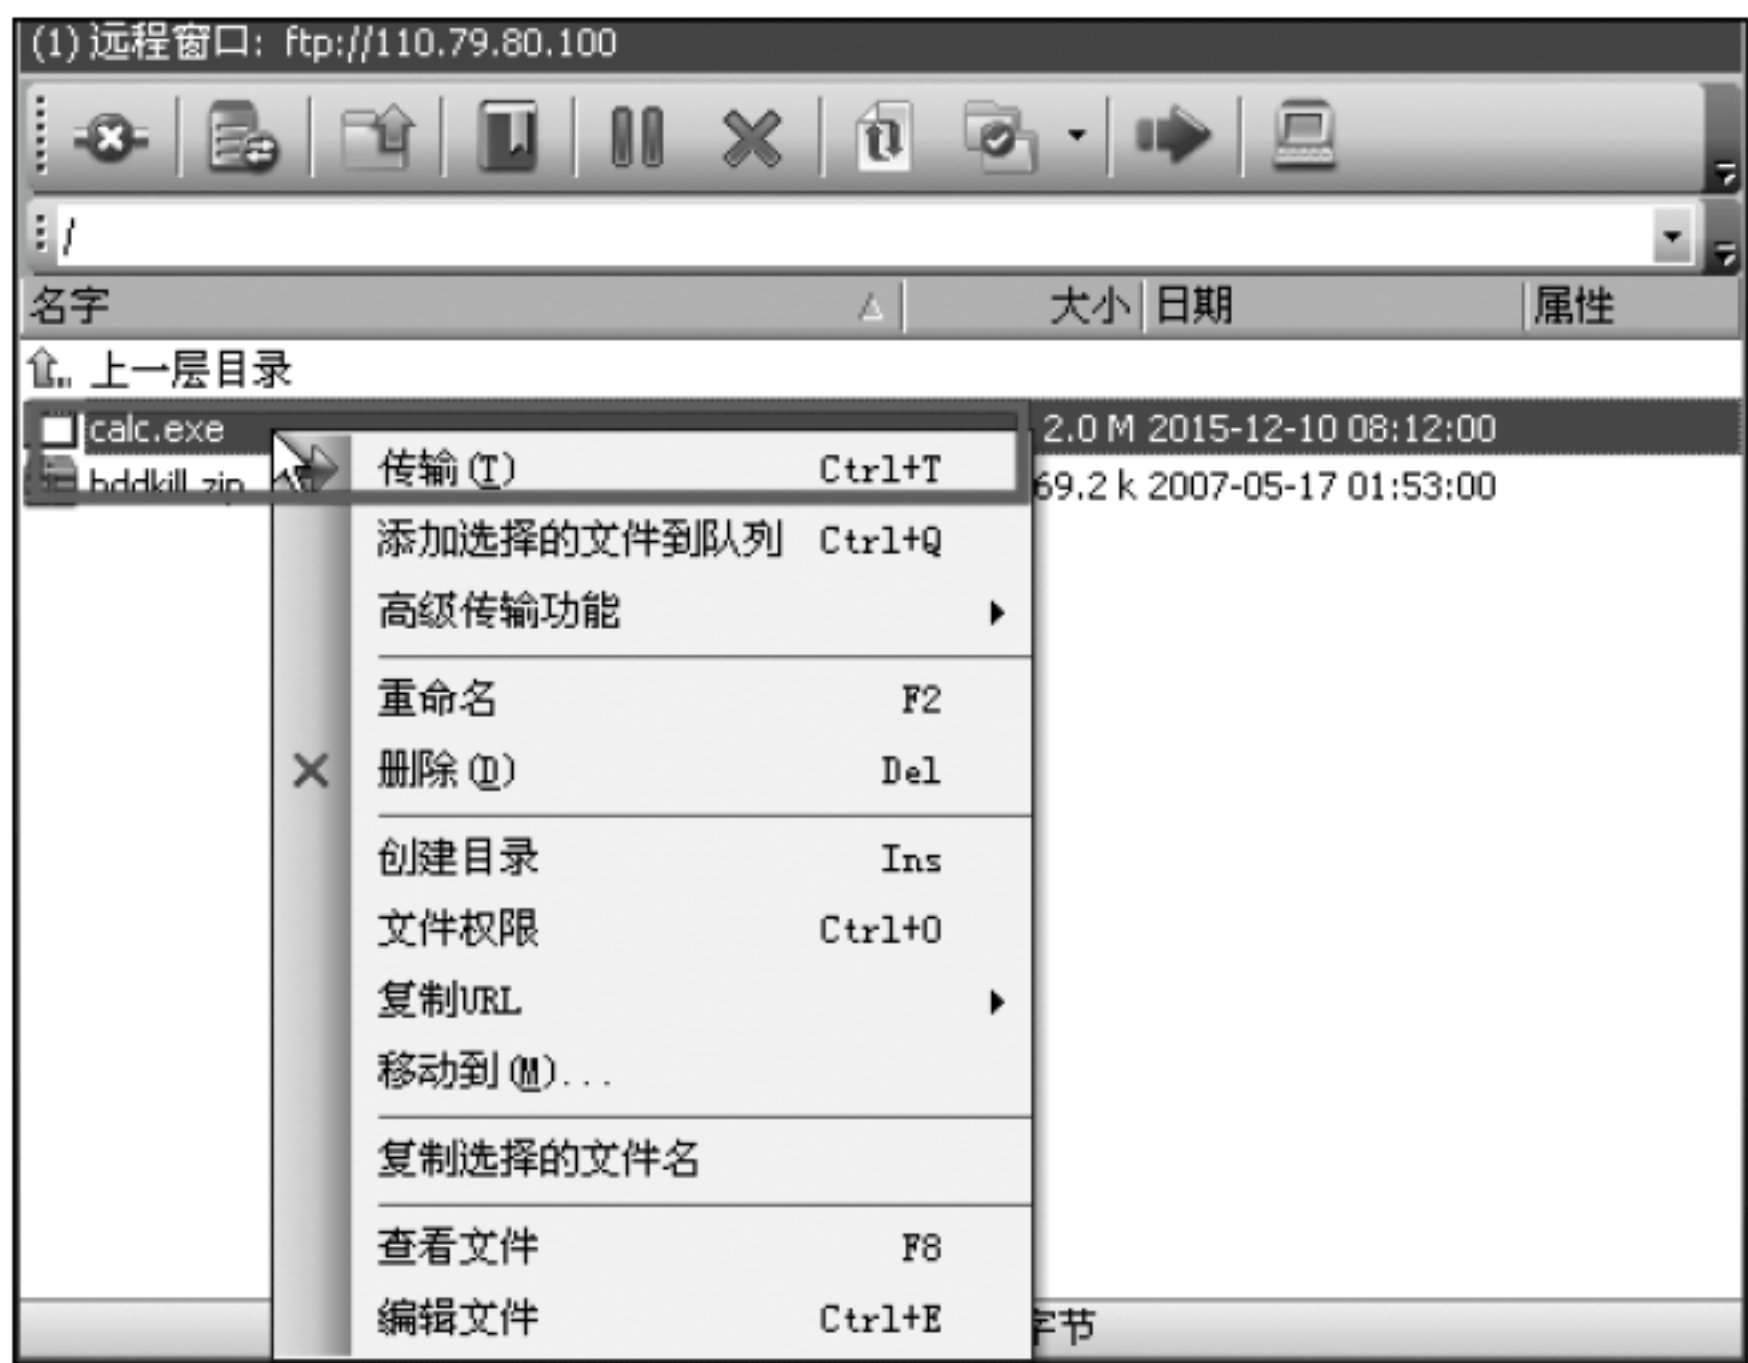 (1) 远程窗口: ftp://110.79.80.100
/
名字 大小 日期 属性
上一层目录
calc.exe 2.0 M 2015-12-10 08:12:00
传输(T) Ctrl+T
bddkill.zip 69.2 k 2007-05-17 01:53:00
添加选择的文件到队列 Ctrl+Q
高级传输功能
重命名 F2
删除(D) Del
创建目录 Ins
文件权限 Ctrl+O
复制URL
移动到(M)...
复制选择的文件名
查看文件 F8
编辑文件 Ctrl+E
字节